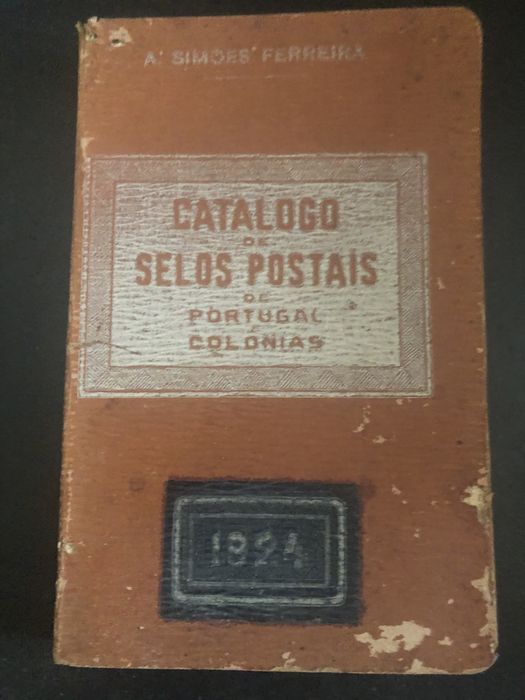 A. SIMÕES FERREIRA
CATALOGO
DE
SELOS POSTAIS
DE
PORTUGAL
E
COLONIAS
1924